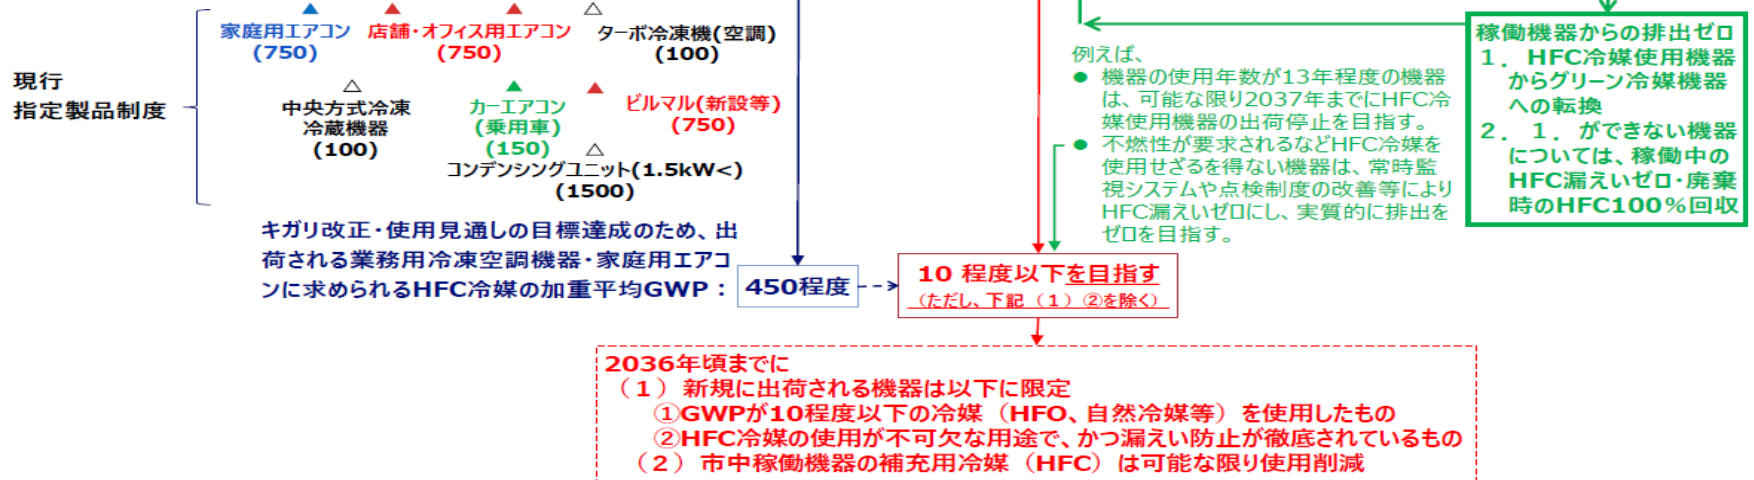 家庭用エアコン
(750)
店舗・オフィス用エアコン
(750)
ターボ冷凍機(空調)
(100)
現行
指定製品制度
中央方式冷凍
冷蔵機器
(100)
カーエアコン
(乗用車)
(150)
ビルマル(新設等)
(750)
コンデンシングユニット(1.5kW<)
(1500)
キガリ改正・使用見通しの目標達成のため、出
荷される業務用冷凍空調機器・家庭用エアコ
ンに求められるHFC冷媒の加重平均GWP：
450程度
10 程度以下を目指す
(ただし、下記（１）②を除く)
例えば、
● 機器の使用年数が13年程度の機器
は、可能な限り2037年までにHFC冷
媒使用機器の出荷停止を目指す。
● 不燃性が要求されるなどHFC冷媒を
使用せざるを得ない機器は、常時監
視システムや点検制度の改善等により
HFC漏えいゼロにし、実質的に排出を
ゼロを目指す。
稼働機器からの排出ゼロ
１．HFC冷媒使用機器
からグリーン冷媒機器
への転換
２．１．ができない機器
については、稼働中の
HFC漏えいゼロ・廃棄
時のHFC100%回収
2036年頃までに
（１）新規に出荷される機器は以下に限定
①GWPが10程度以下の冷媒（HFO、自然冷媒等）を使用したもの
②HFC冷媒の使用が不可欠な用途で、かつ漏えい防止が徹底されているもの
（２）市中稼働機器の補充用冷媒（HFC）は可能な限り使用削減